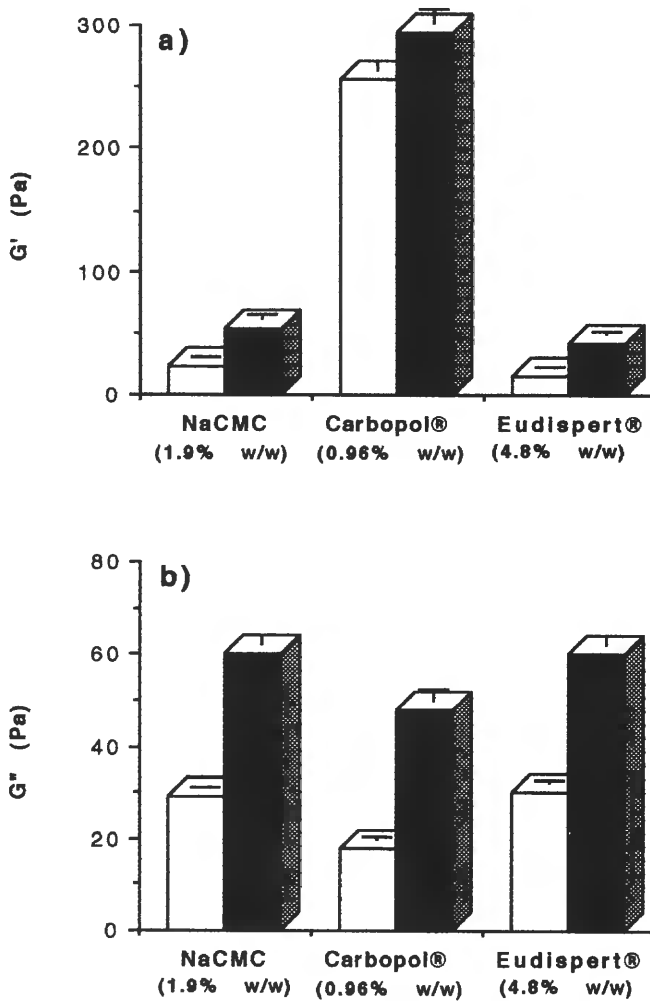 a)
300
200
100
0
G' (Pa)
NaCMC Carbopol® Eudispert®
(1.9% w/w) (0.96% w/w) (4.8% w/w)
b)
80
60
40
20
0
G" (Pa)
NaCMC Carbopol® Eudispert®
(1.9% w/w) (0.96% w/w) (4.8% w/w)